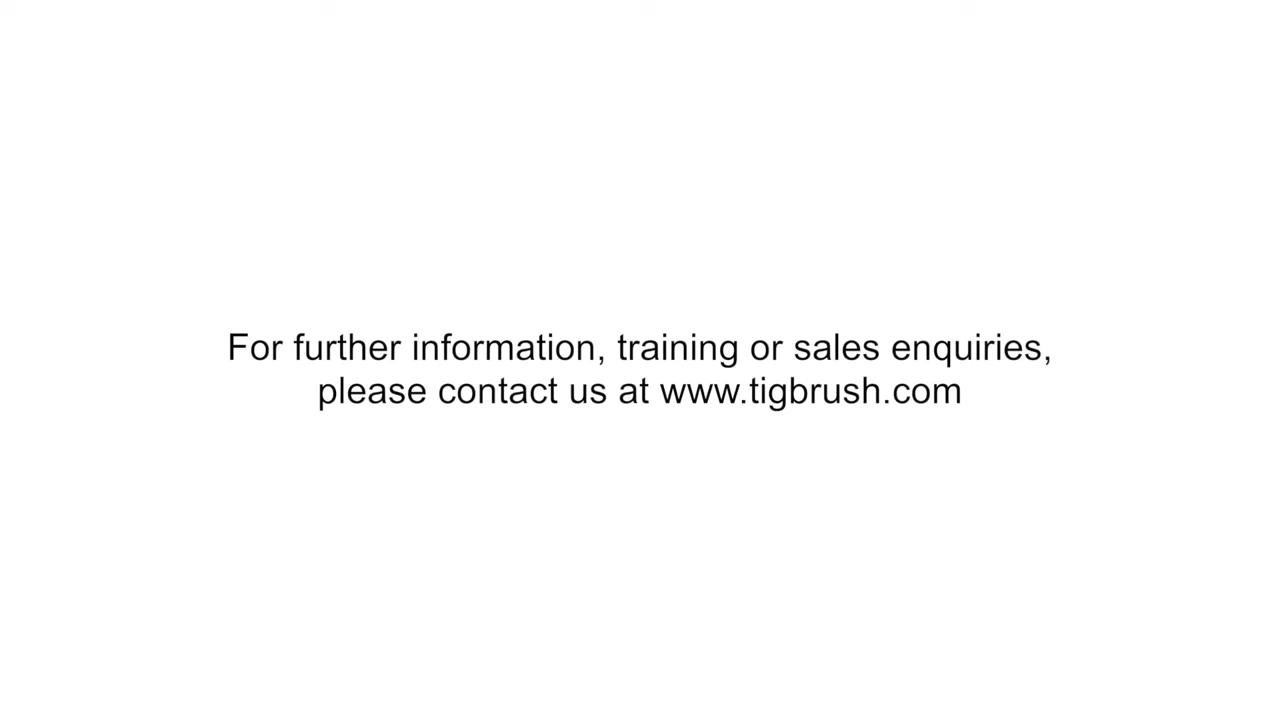 For further information, training or sales enquiries,
please contact us at www.tigbrush.com